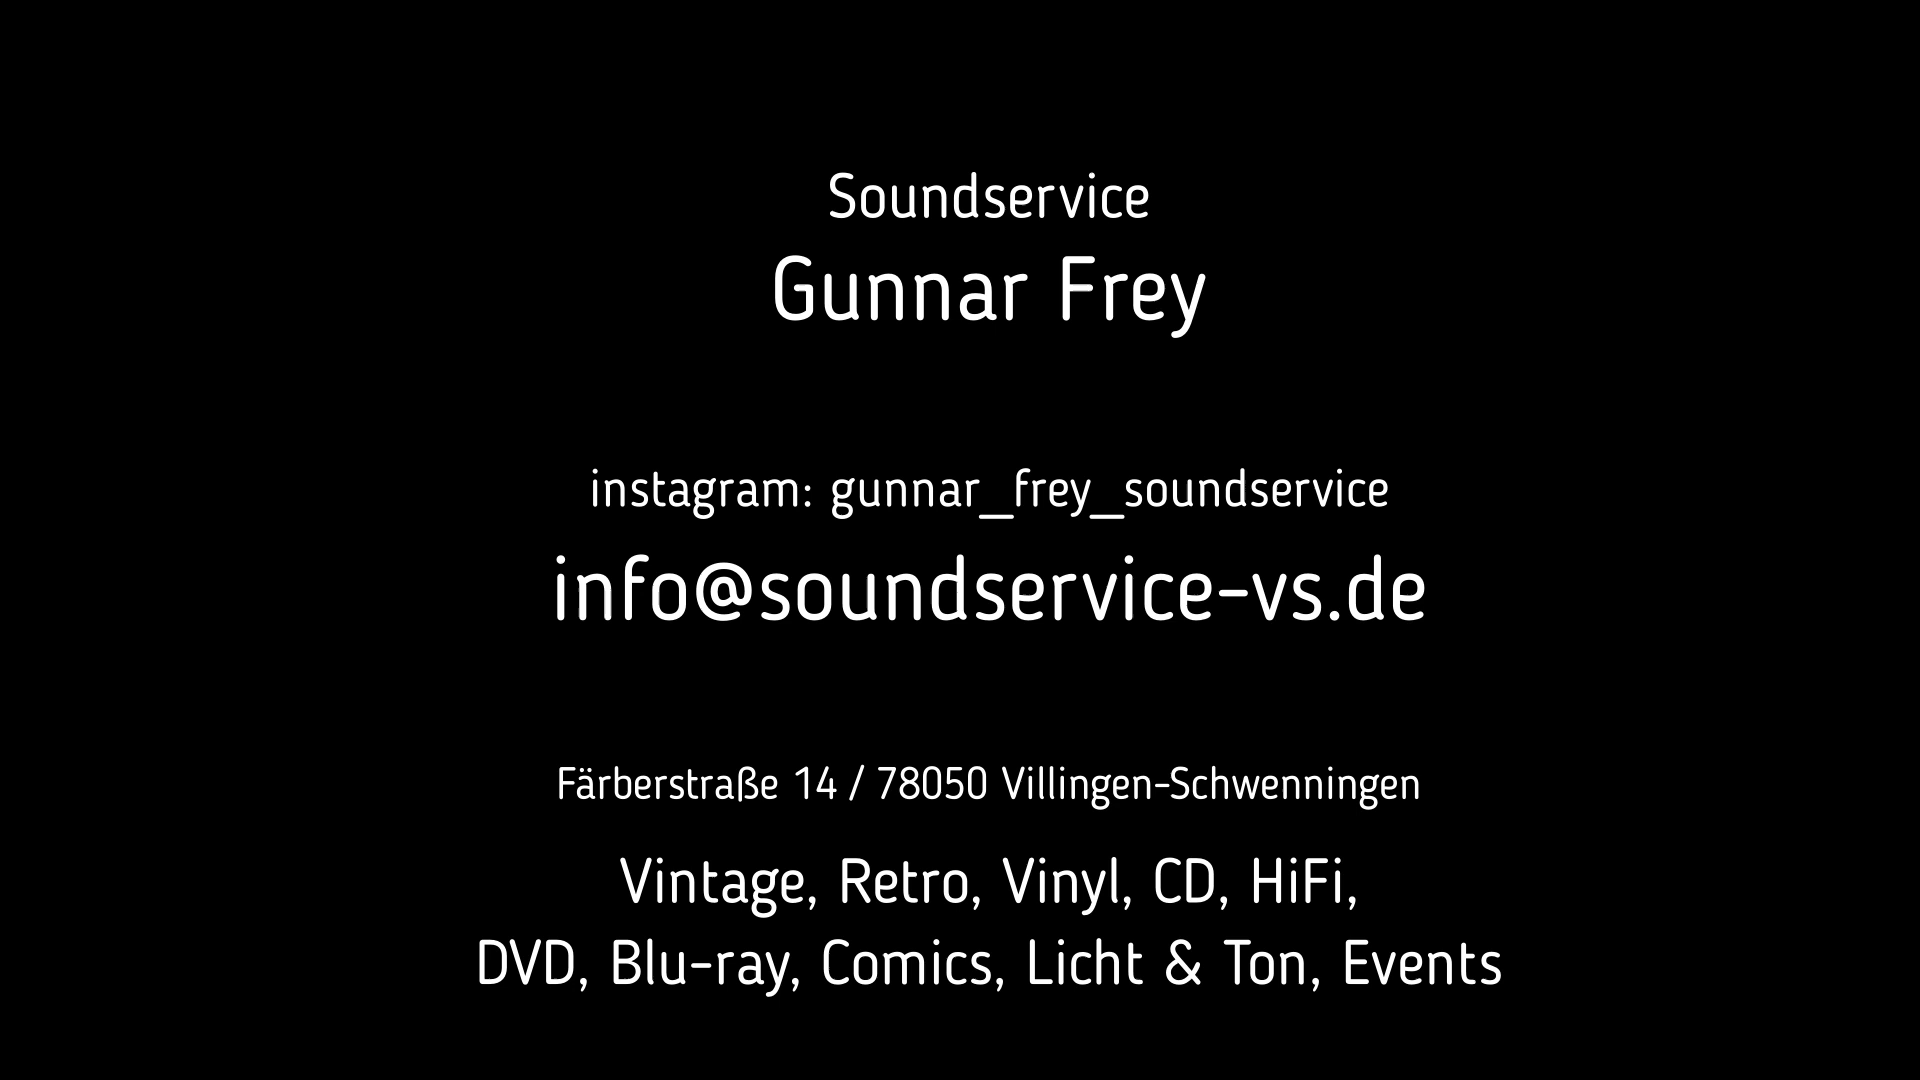 Soundservice
Gunnar Frey
instagram: gunnar_frey_soundservice
info@soundservice-vs.de
Färberstraße 14 / 78050 Villingen-Schwenningen
Vintage, Retro, Vinyl, CD, HiFi,
DVD, Blu-ray, Comics, Licht & Ton, Events